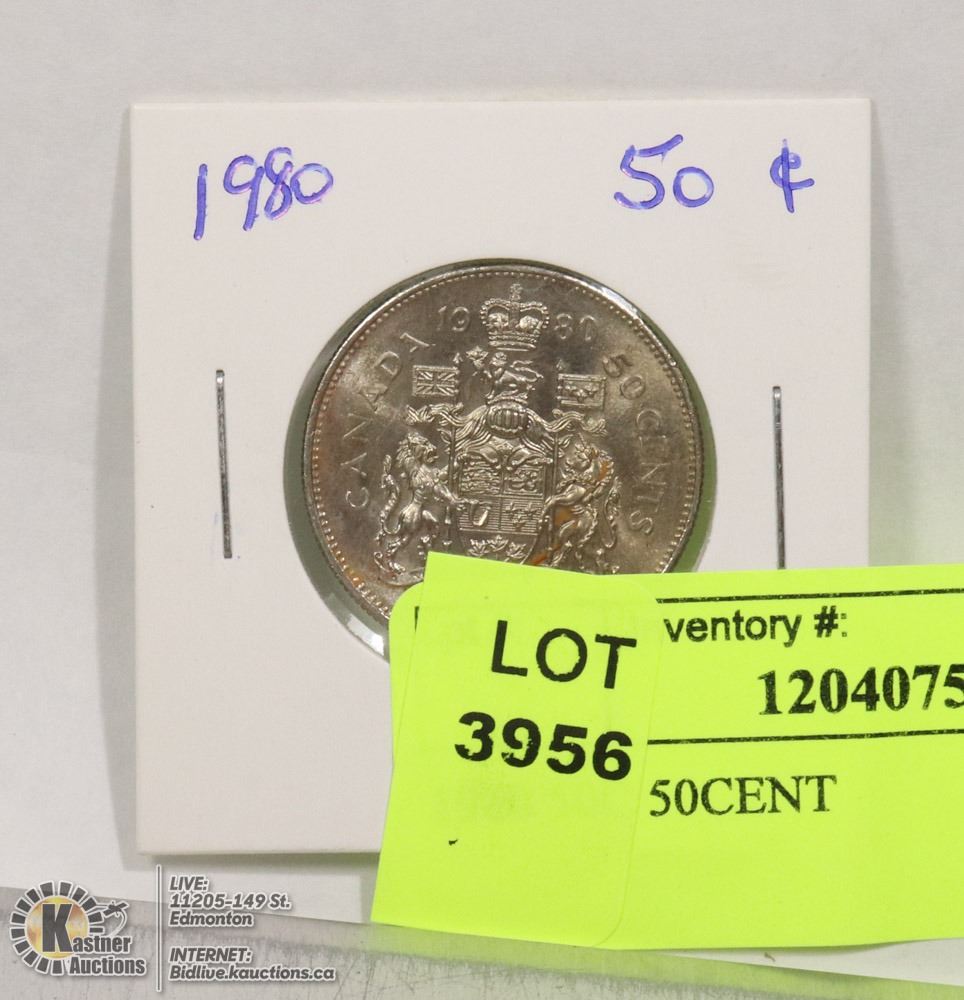 1980 50 ¢
CANADA 1980 50 CENTS
LOT
3956
ventory #:
1204075
50CENT
Kastner
Auctions
LIVE:
11205-149 St.
Edmonton
INTERNET:
Bidlive.kauctions.ca